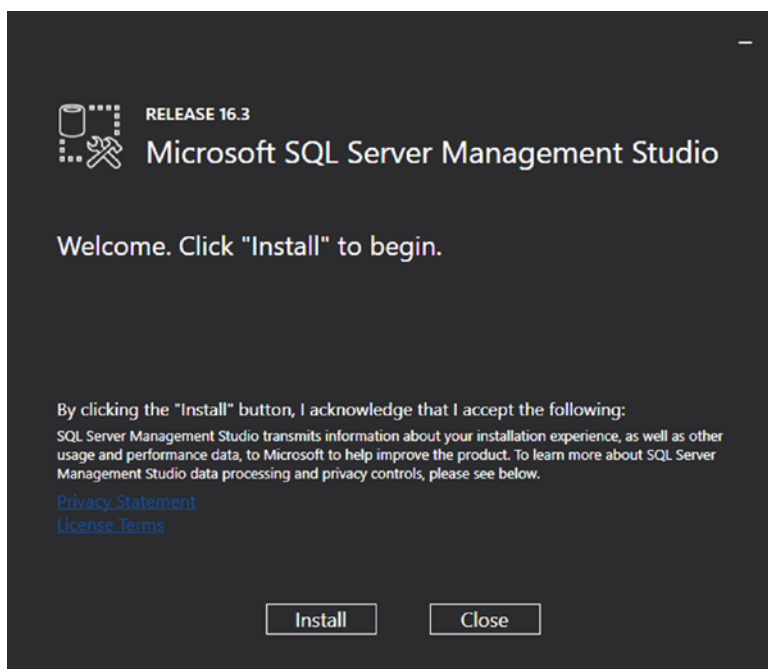 RELEASE 16.3
Microsoft SQL Server Management Studio
Welcome. Click "Install" to begin.
By clicking the "Install" button, I acknowledge that I accept the following:
SQL Server Management Studio transmits information about your installation experience, as well as other
usage and performance data, to Microsoft to help improve the product. To learn more about SQL Server
Management Studio data processing and privacy controls, please see below.
Privacy Statement
License Terms
Install Close